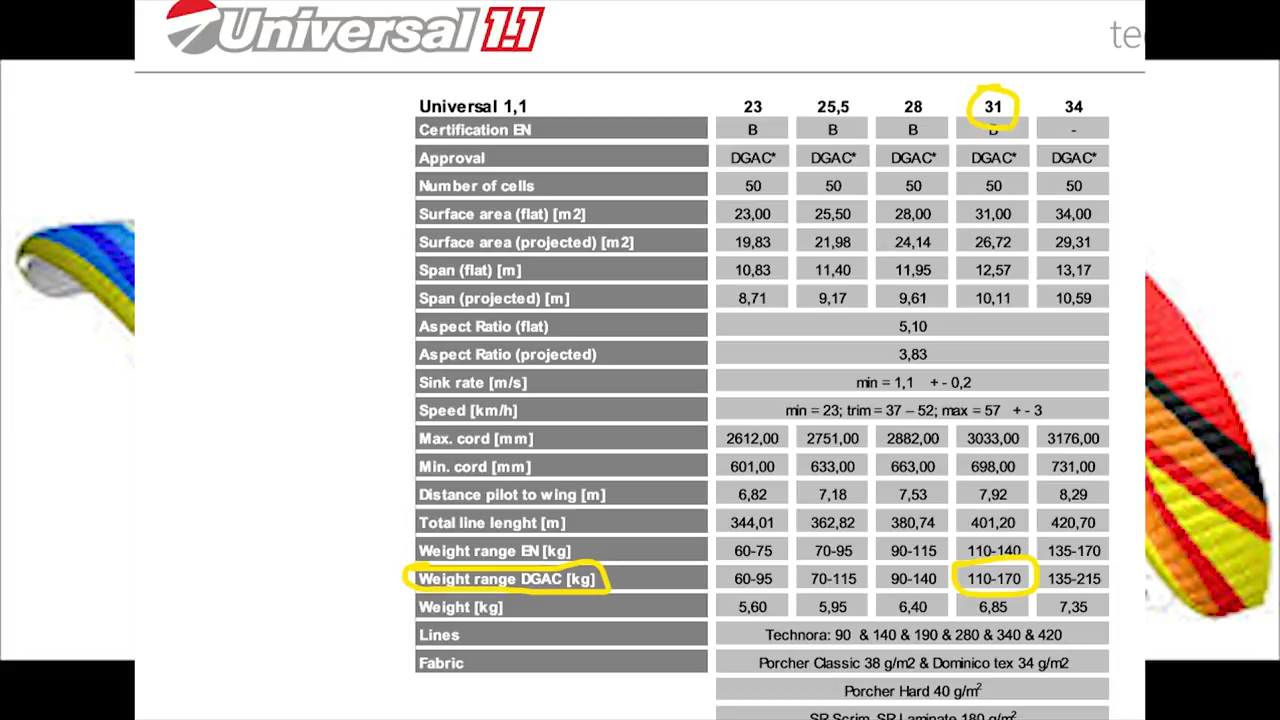 Universal 1.1
te
Universal 1,1 23 25,5 28 31 34
Certification EN B B B B -
Approval DGAC* DGAC* DGAC* DGAC* DGAC*
Number of cells 50 50 50 50 50
Surface area (flat) [m2] 23,00 25,50 28,00 31,00 34,00
Surface area (projected) [m2] 19,83 21,98 24,14 26,72 29,31
Span (flat) [m] 10,83 11,40 11,95 12,57 13,17
Span (projected) [m] 8,71 9,17 9,61 10,11 10,59
Aspect Ratio (flat) 5,10
Aspect Ratio (projected) 3,83
Sink rate [m/s] min = 1,1 + - 0,2
Speed [km/h] min = 23; trim = 37 – 52; max = 57 + - 3
Max. cord [mm] 2612,00 2751,00 2882,00 3033,00 3176,00
Min. cord [mm] 601,00 633,00 663,00 698,00 731,00
Distance pilot to wing [m] 6,82 7,18 7,53 7,92 8,29
Total line lenght [m] 344,01 362,82 380,74 401,20 420,70
Weight range EN [kg] 60-75 70-95 90-115 110-140 135-170
Weight range DGAC [kg] 60-95 70-115 90-140 110-170 135-215
Weight [kg] 5,60 5,95 6,40 6,85 7,35
Lines Technora: 90 & 140 & 190 & 280 & 340 & 420
Fabric Porcher Classic 38 g/m2 & Dominico tex 34 g/m2
Porcher Hard 40 g/m²
SR Scrim, SR Laminate 180 g/m²